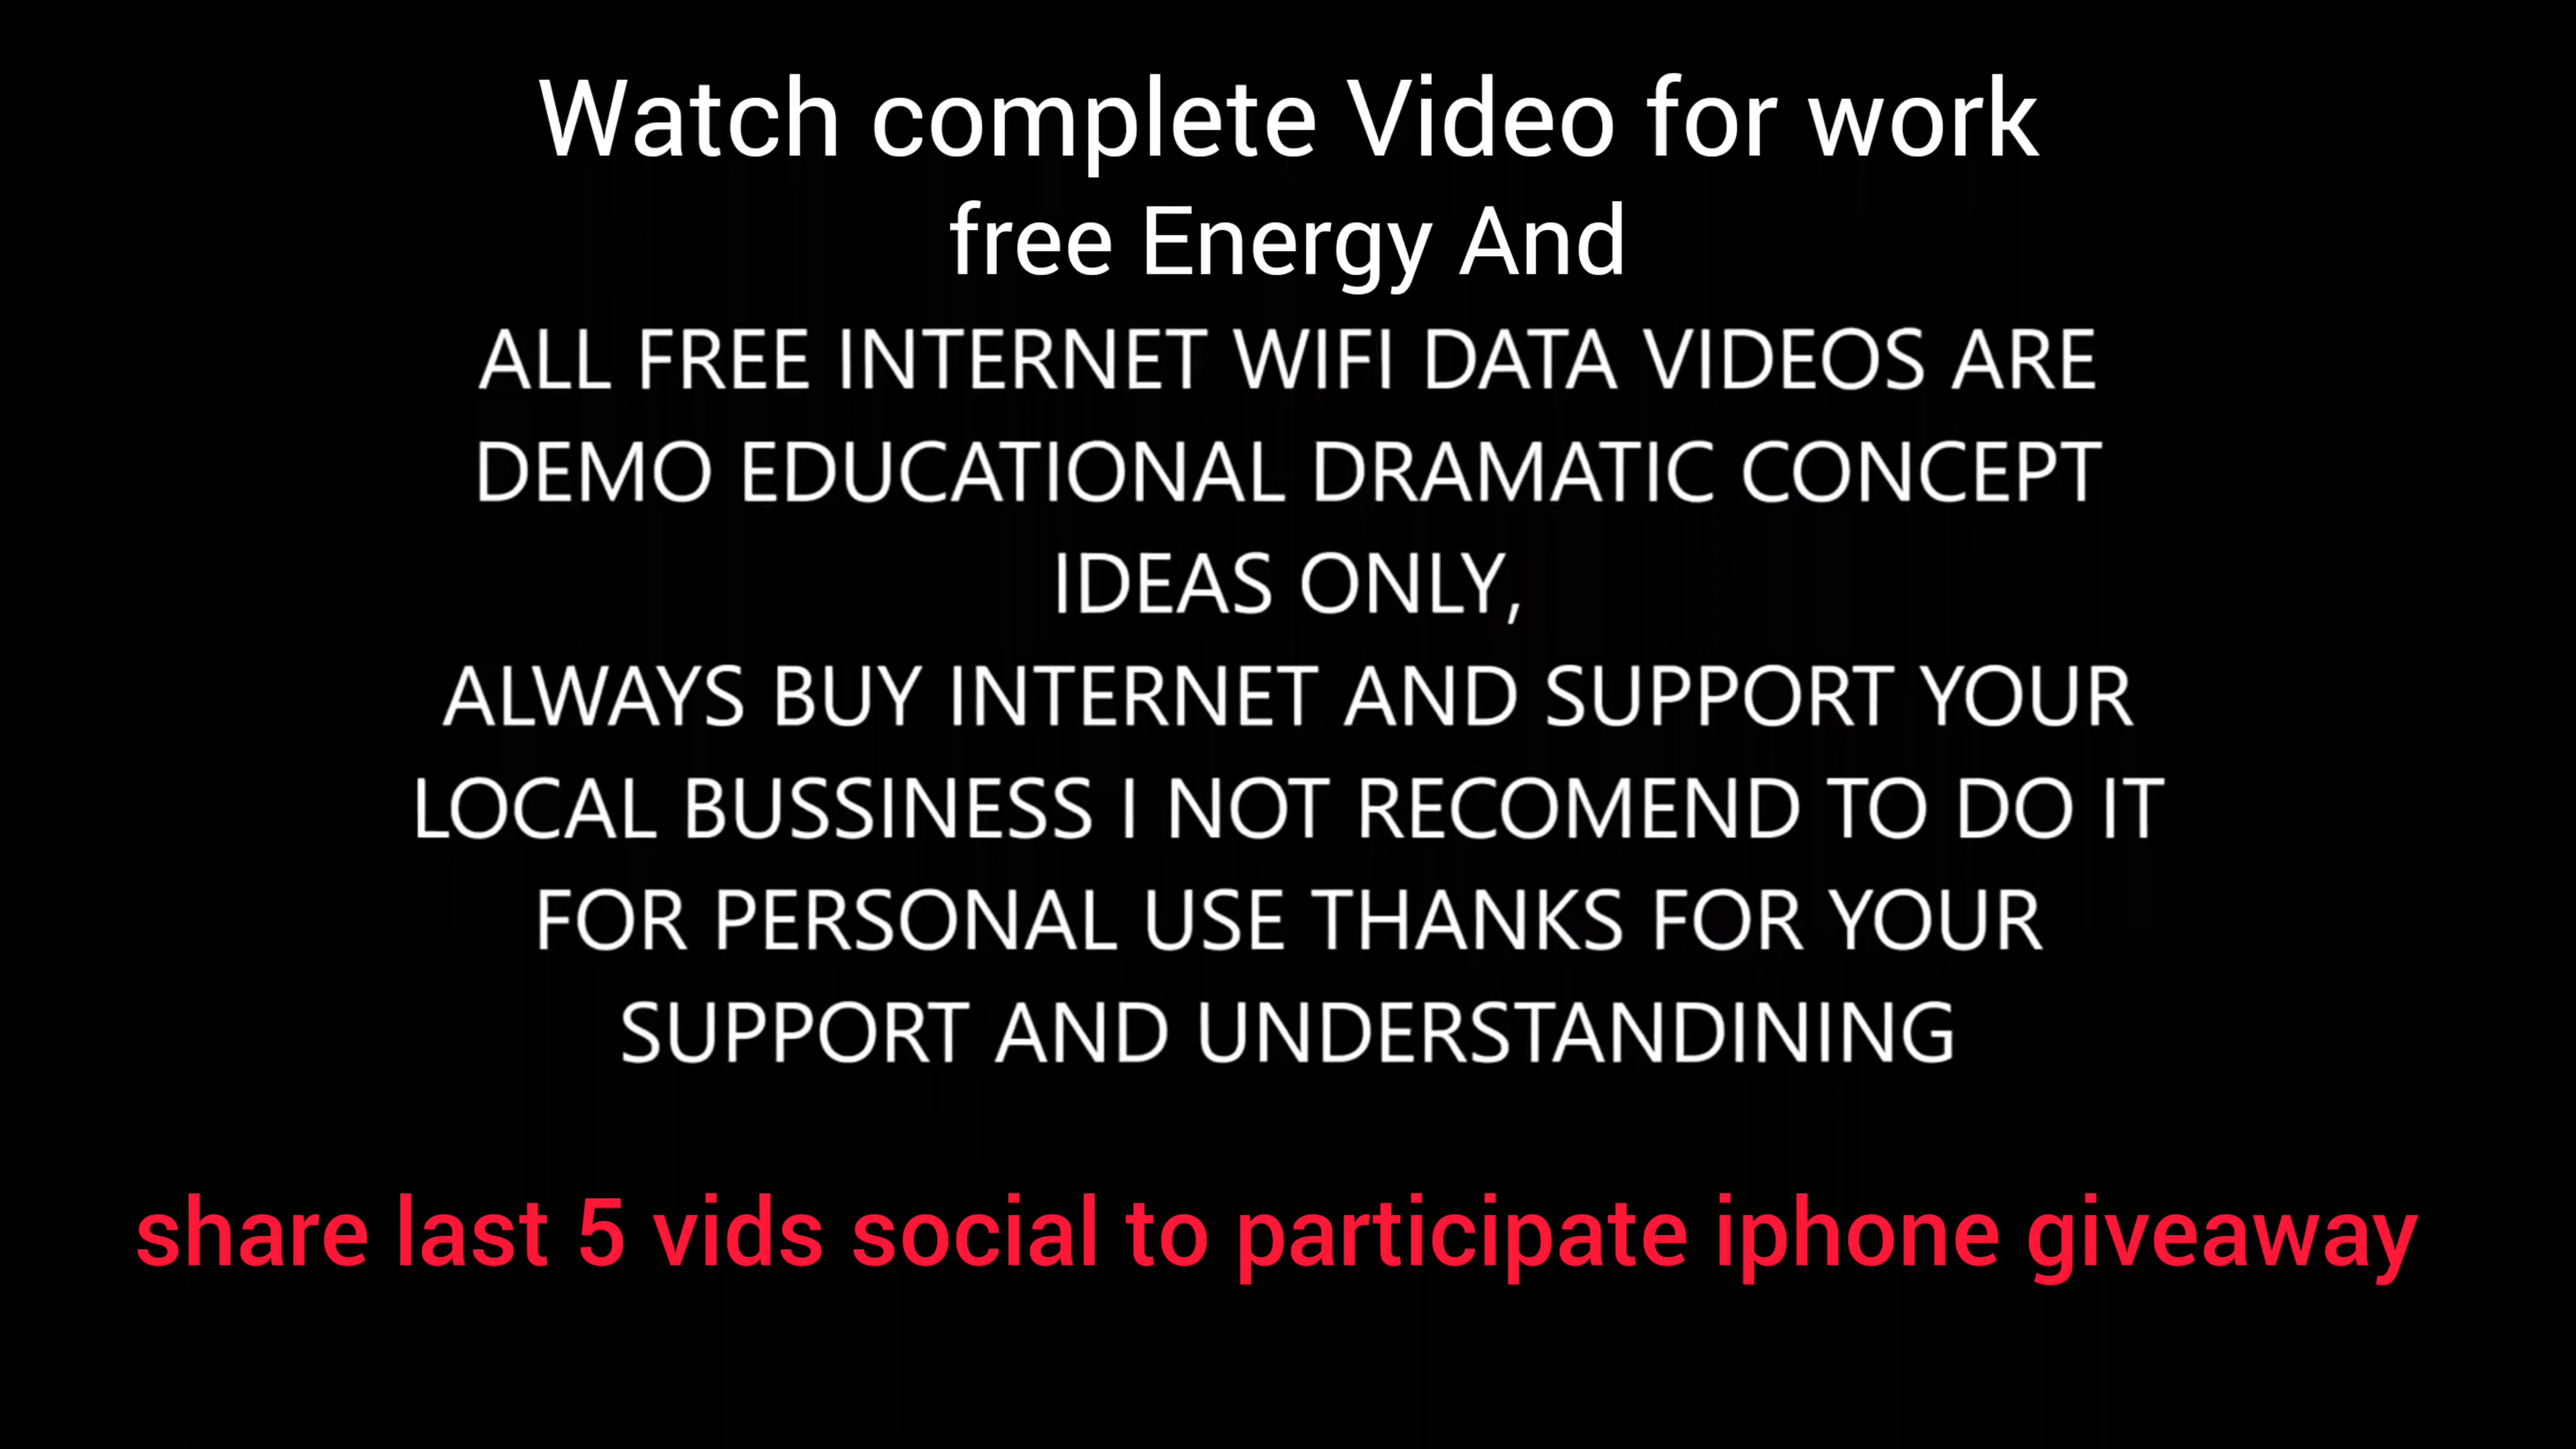 Watch complete Video for work
free Energy And
ALL FREE INTERNET WIFI DATA VIDEOS ARE
DEMO EDUCATIONAL DRAMATIC CONCEPT
IDEAS ONLY,
ALWAYS BUY INTERNET AND SUPPORT YOUR
LOCAL BUSSINESS I NOT RECOMEND TO DO IT
FOR PERSONAL USE THANKS FOR YOUR
SUPPORT AND UNDERSTANDINING
share last 5 vids social to participate iphone giveaway